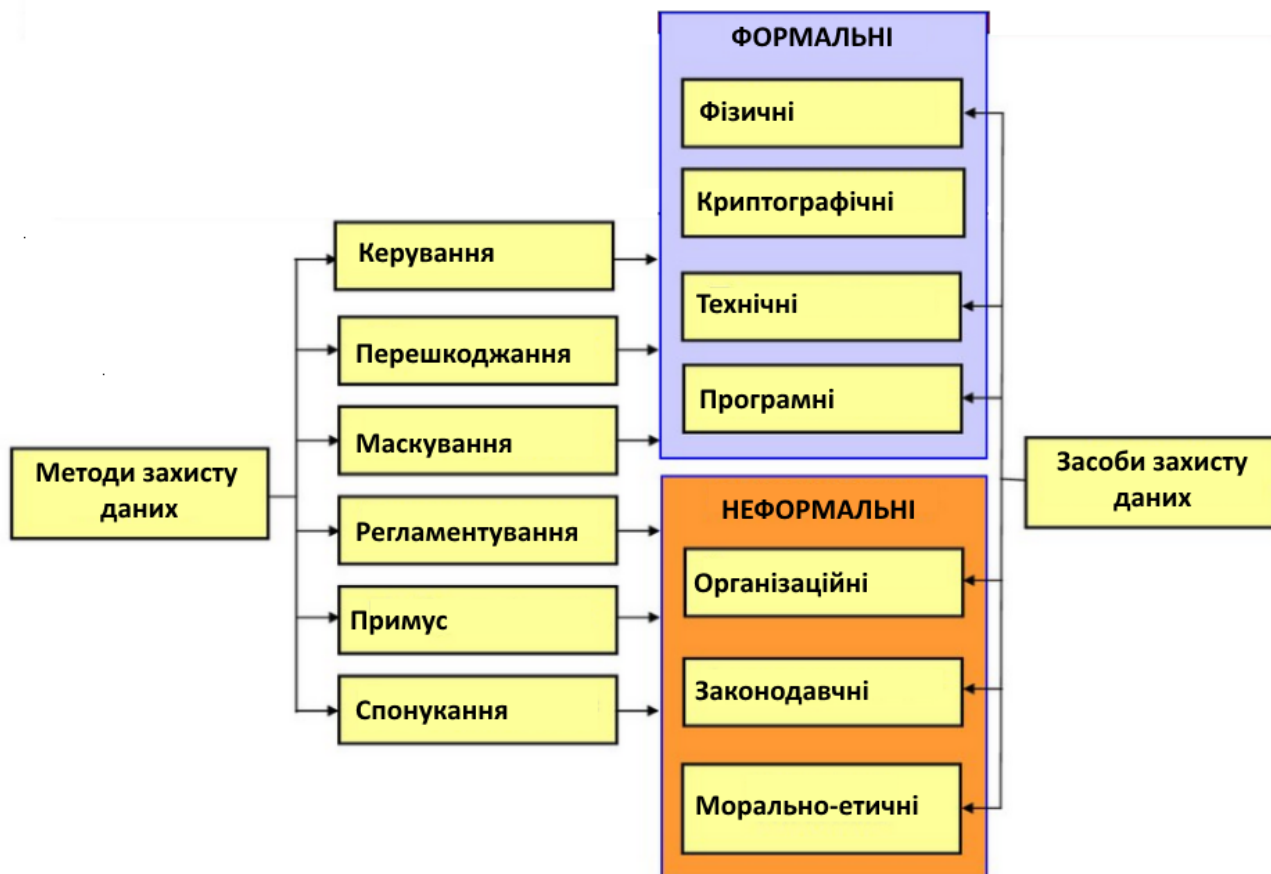 Методи захисту
даних
Керування
Перешкоджання
Маскування
Регламентування
Примус
Спонукання
ФОРМАЛЬНІ
Фізичні
Криптографічні
Технічні
Програмні
НЕФОРМАЛЬНІ
Організаційні
Законодавчні
Морально-етичні
Засоби захисту
даних